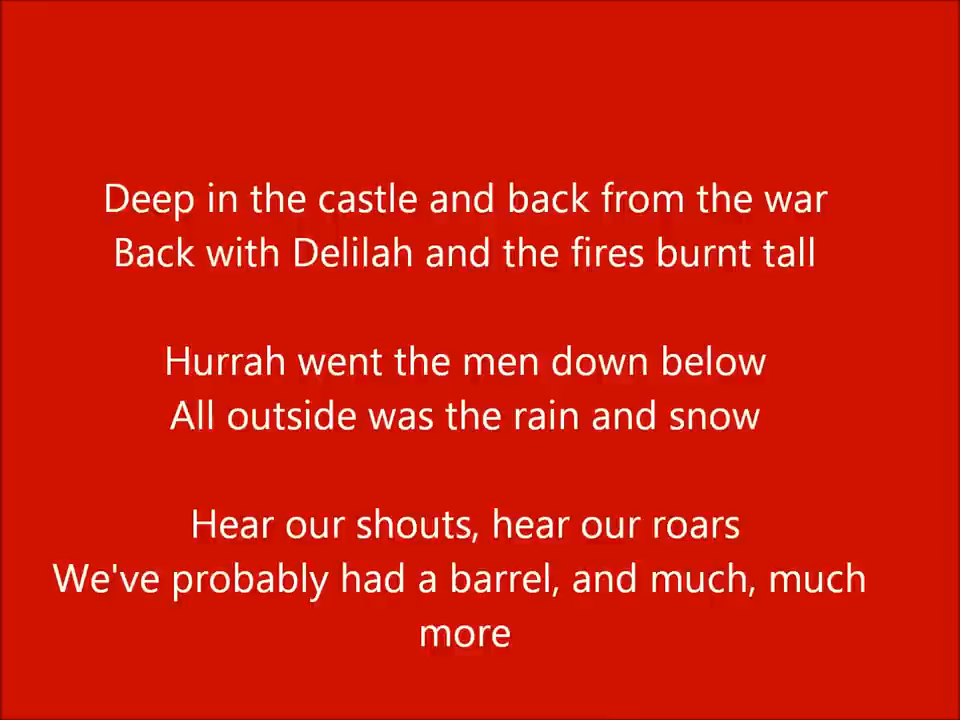 Deep in the castle and back from the war
Back with Delilah and the fires burnt tall
Hurrah went the men down below
All outside was the rain and snow
Hear our shouts, hear our roars
We've probably had a barrel, and much, much
more